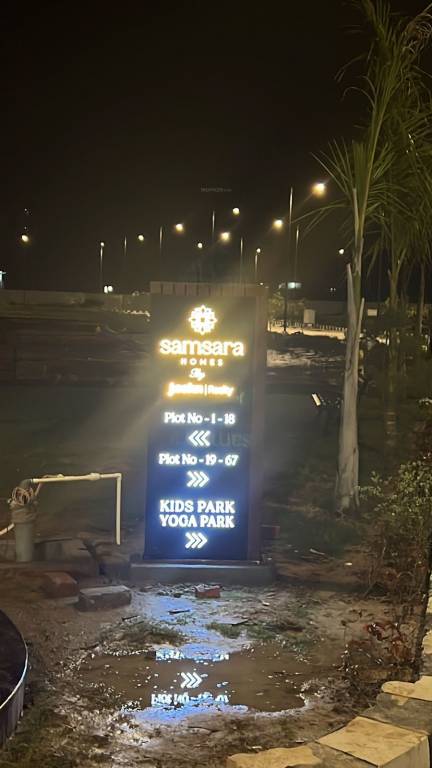 samsara
HOMES
By
Plot No - 1 - 18
<<<
Plot No - 19 - 67
>>>
KIDS PARK
YOGA PARK
>>>